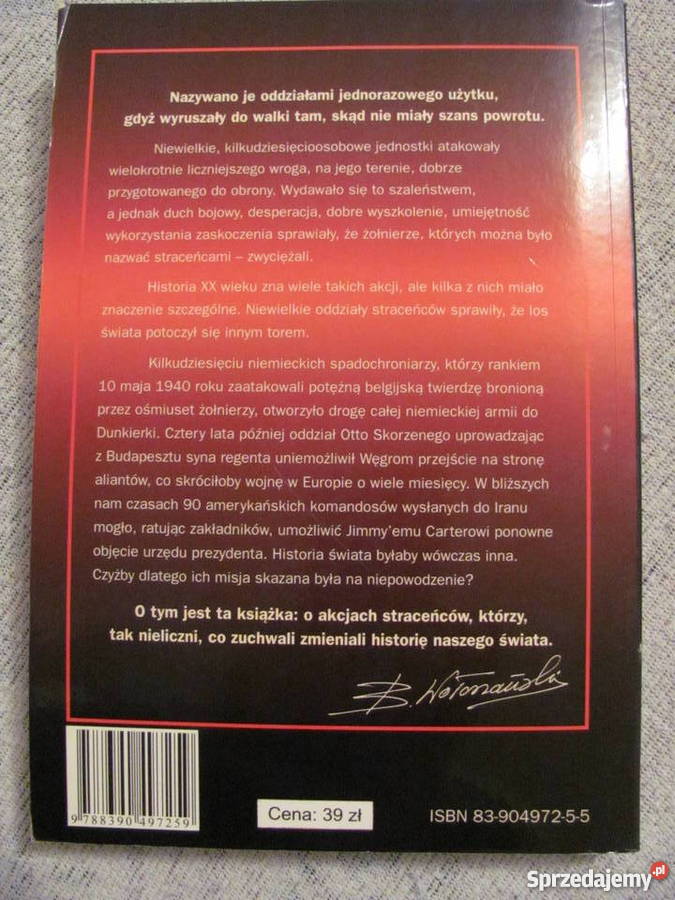 Nazywano je oddziałami jednorazowego użytku,
gdyż wyruszały do walki tam, skąd nie miały szans powrotu.
Niewielkie, kilkudziesięcioosobowe jednostki atakowały
wielokrotnie liczniejszego wroga, na jego terenie, dobrze
przygotowanego do obrony. Wydawało się to szaleństwem,
a jednak duch bojowy, desperacja, dobre wyszkolenie, umiejętność
wykorzystania zaskoczenia sprawiały, że żołnierze, których można było
nazwać straceńcami – zwyciężali.
Historia XX wieku zna wiele takich akcji, ale kilka z nich miało
znaczenie szczególne. Niewielkie oddziały straceńców sprawiły, że los
świata potoczył się innym torem.
Kilkudziesięciu niemieckich spadochroniarzy, którzy rankiem
10 maja 1940 roku zaatakowali potężną belgijską twierdzę bronioną
przez ośmiuset żołnierzy, otworzyło drogę całej niemieckiej armii do
Dunkierki. Cztery lata później oddział Otto Skorzenego uprowadzając
z Budapesztu syna regenta uniemożliwił Węgrom przejście na stronę
aliantów, co skróciłoby wojnę w Europie o wiele miesięcy. W bliższych
nam czasach 90 amerykańskich komandosów wysłanych do Iranu
mogło, ratując zakładników, umożliwić Jimmy'emu Carterowi ponowne
objęcie urzędu prezydenta. Historia świata byłaby wówczas inna.
Czyżby dlatego ich misja skazana była na niepowodzenie?
O tym jest ta książka: o akcjach straceńców, którzy,
tak nieliczni, co zuchwali zmieniali historię naszego świata.
B. Wołoszański
9 788390 497259
Cena: 39 zł
ISBN 83-904972-5-5
Sprzedajemy.pl